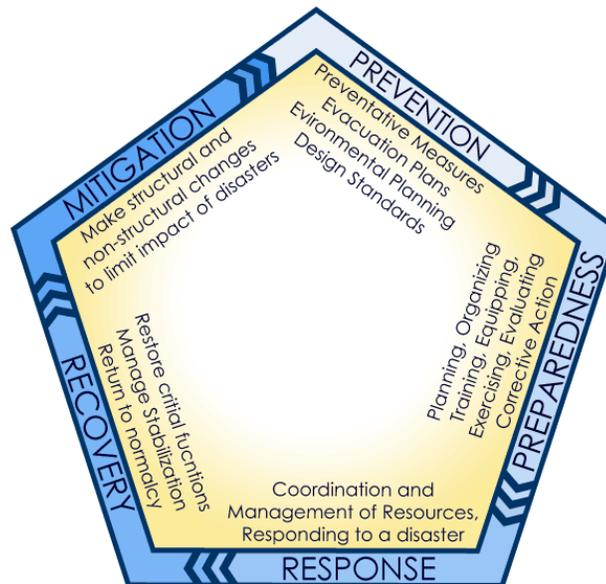 PREVENTION
Preventative Measures
Evacuation Plans
Evironmental Planning
Design Standards
PREPAREDNESS
Planning, Organizing
Training, Equipping,
Exercising, Evaluating
Corrective Action
RESPONSE
Coordination and
Management of Resources,
Responding to a disaster
RECOVERY
Restore critial fucntions
Manage Stabilization
Return to normalcy
MITIGATION
Make structural and
non-structural changes
to limit impact of disasters